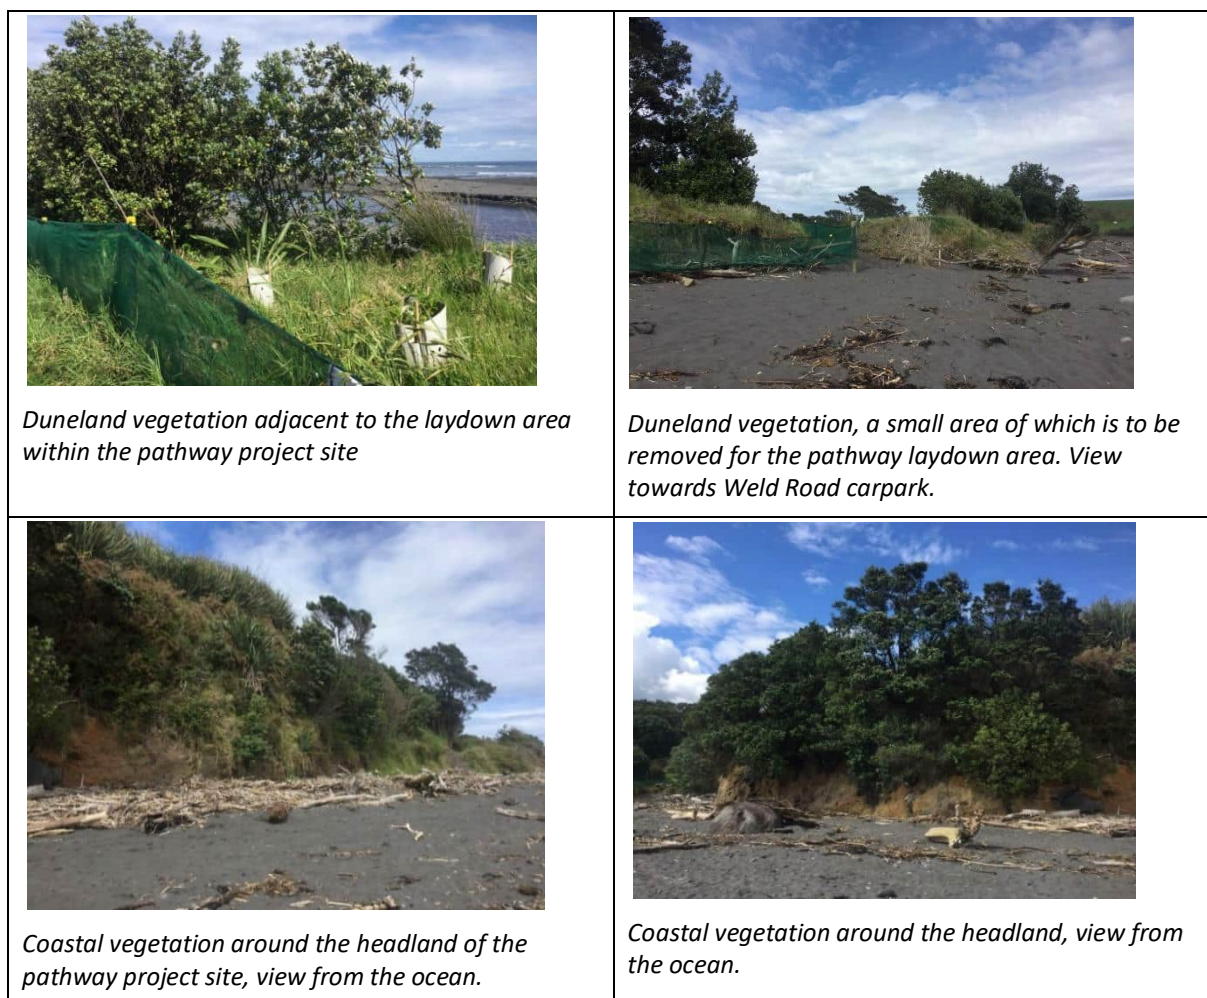 Duneland vegetation adjacent to the laydown area
within the pathway project site
Duneland vegetation, a small area of which is to be
removed for the pathway laydown area. View
towards Weld Road carpark.
Coastal vegetation around the headland of the
pathway project site, view from the ocean.
Coastal vegetation around the headland, view from
the ocean.